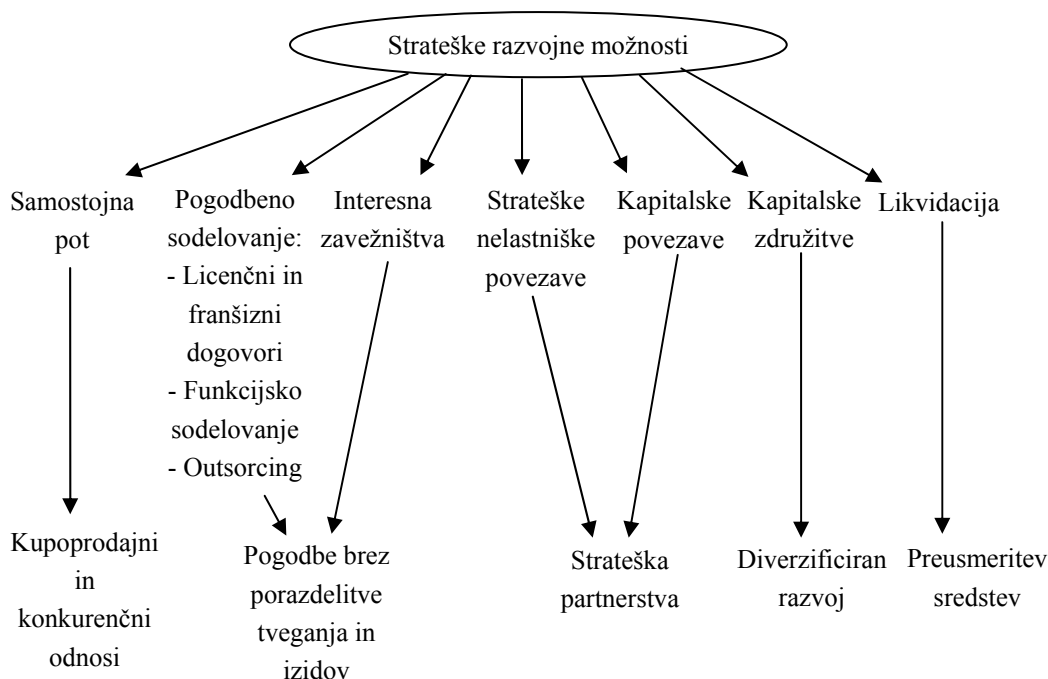 Strateške razvojne možnosti
Samostojna
pot
Pogodbeno
sodelovanje:
- Licenčni in
franšizni
dogovori
- Funkcijsko
sodelovanje
- Outsorcing
Interesna
zavežništva
Strateške
nelastniške
povezave
Kapitalske
povezave
Kapitalske
združitve
Likvidacija
Kupoprodajni
in
konkurenčni
odnosi
Pogodbe brez
porazdelitve
tveganja in
izidov
Strateška
partnerstva
Diverzificiran
razvoj
Preusmeritev
sredstev